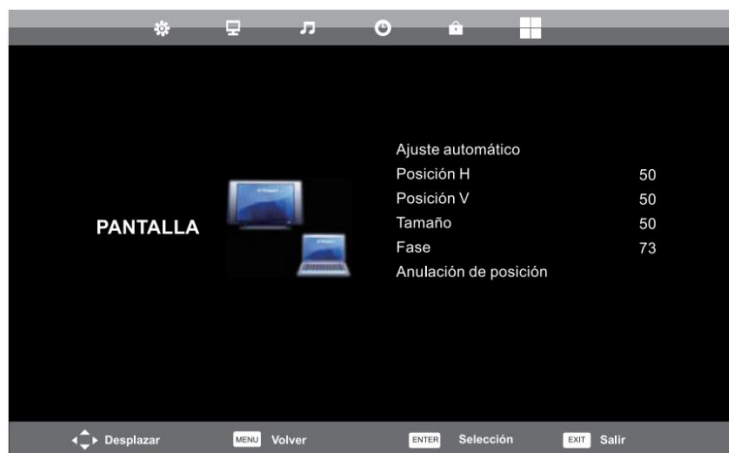 Ajuste automático
Posición H 50
Posición V 50
PANTALLA
Tamaño 50
Fase 73
Anulación de posición
Desplazar MENU Volver ENTER Selección EXIT Salir